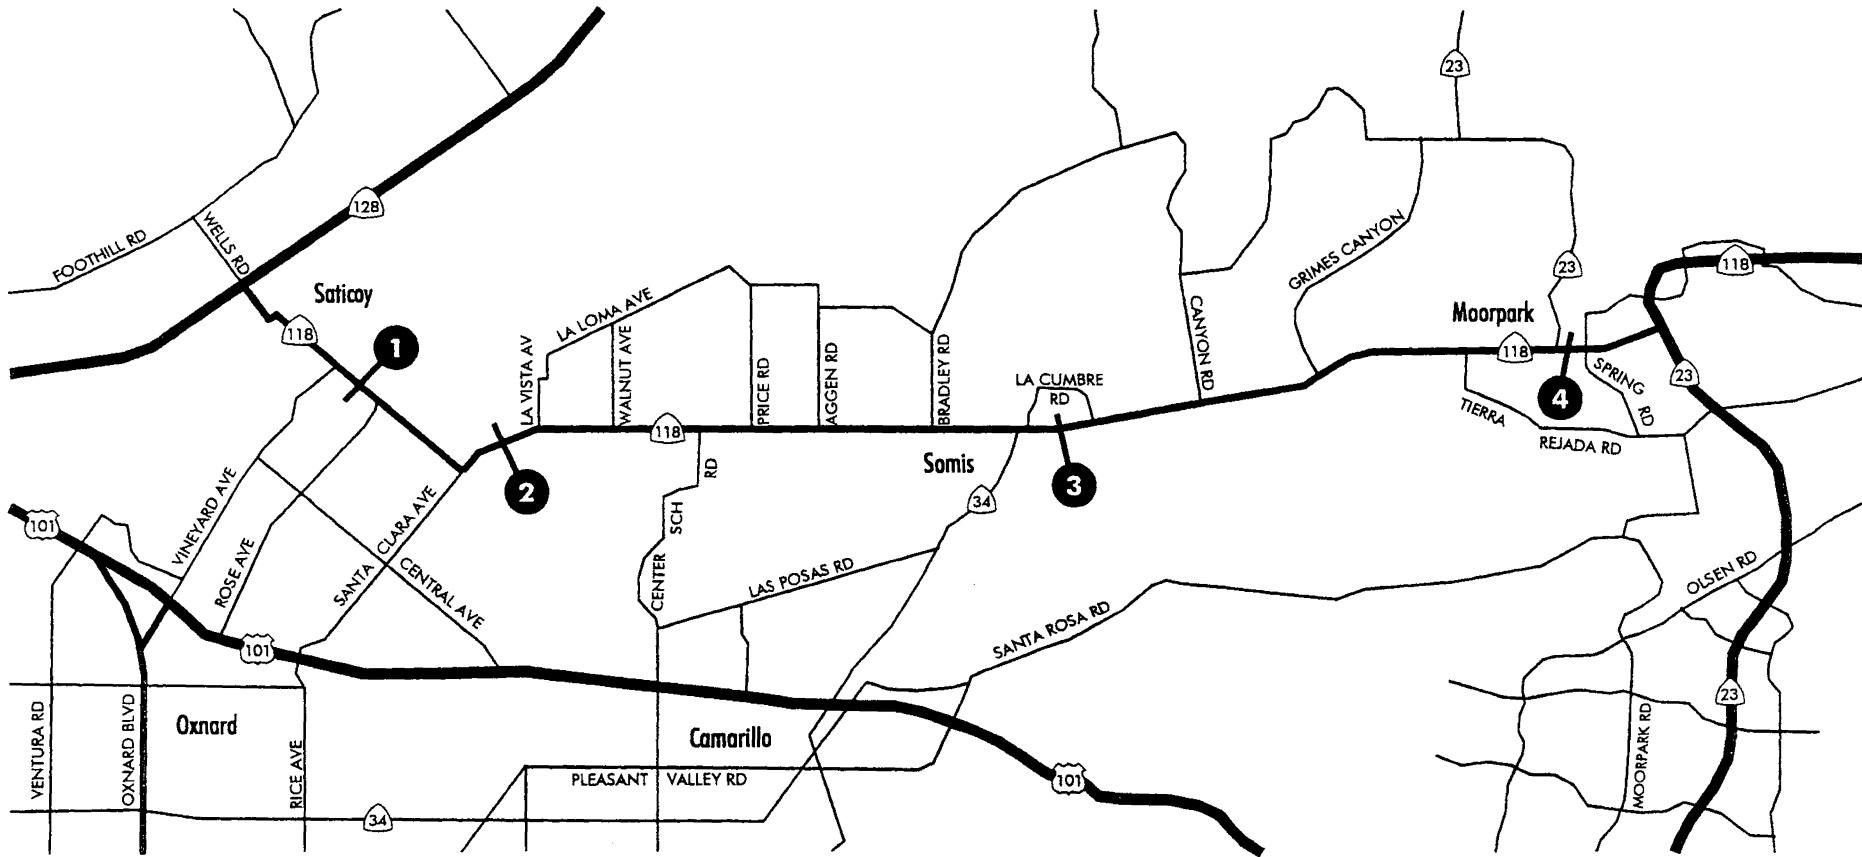 23
128
WELLS RD
FOOTHILL RD
GRIMES CANYON
118
23
Saticoy
118
LA LOMA AVE
CANYON RD
Moorpark
1
LA VISTA AV
WALNUT AVE
PRICE RD
AGGEN RD
BRADLEY RD
118
23
LA CUMBRE
RD
SPRING
RD
4
TIERRA
REJADA RD
118
Somis
2
3
34
CENTER
SCH
RD
VINEYARD AVE
ROSE AVE
SANTA
CLARA AVE
CENTRAL AVE
101
LAS POSAS RD
OLSEN RD
SANTA ROSA RD
101
23
VENTURA RD
OXNARD BLVD
Oxnard
RICE AVE
Camarillo
MOORPARK RD
PLEASANT
VALLEY RD
101
34